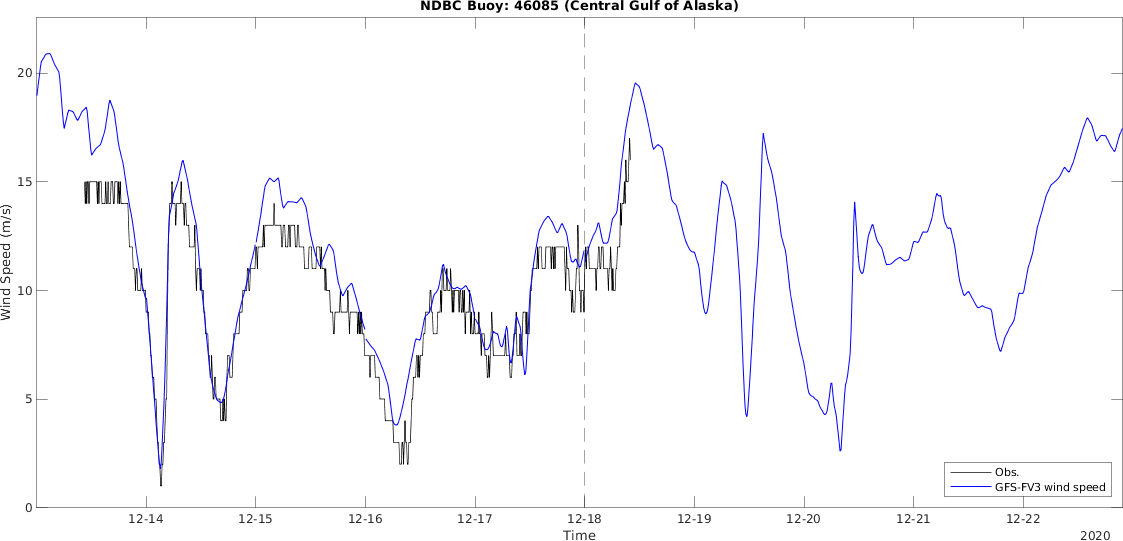 NDBC Buoy: 46085 (Central Gulf of Alaska)
Wind Speed (m/s)
20
15
10
5
0
12-14 12-15 12-16 12-17 12-18 12-19 12-20 12-21 12-22
Time
2020
Obs.
GFS-FV3 wind speed